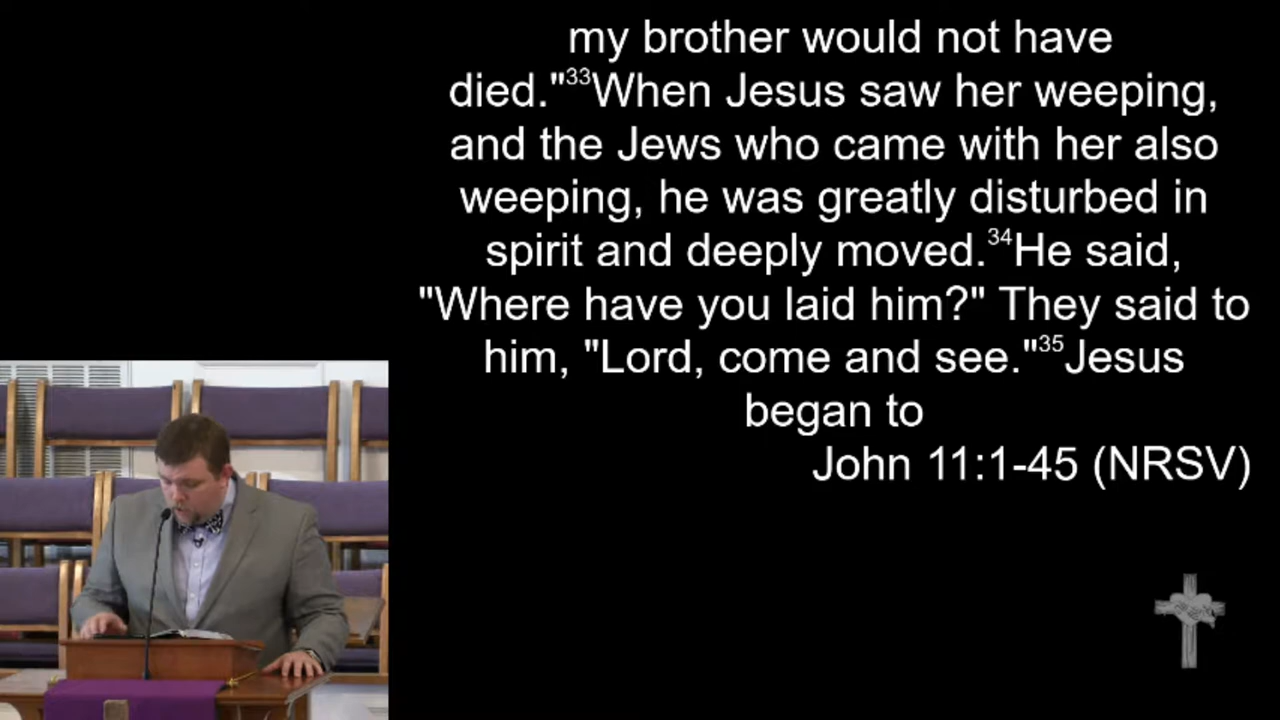 my brother would not have
died."³³When Jesus saw her weeping,
and the Jews who came with her also
weeping, he was greatly disturbed in
spirit and deeply moved.³⁴He said,
"Where have you laid him?" They said to
him, "Lord, come and see."³⁵Jesus
began to
John 11:1-45 (NRSV)